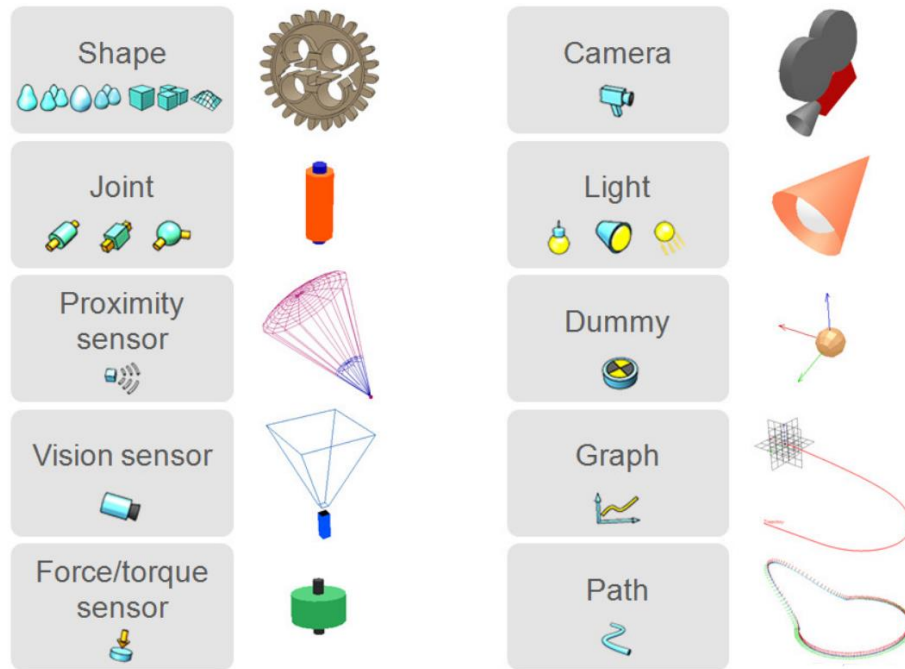 Shape
Camera
Joint
Light
Proximity
sensor
Dummy
Vision sensor
Graph
Force/torque
sensor
Path